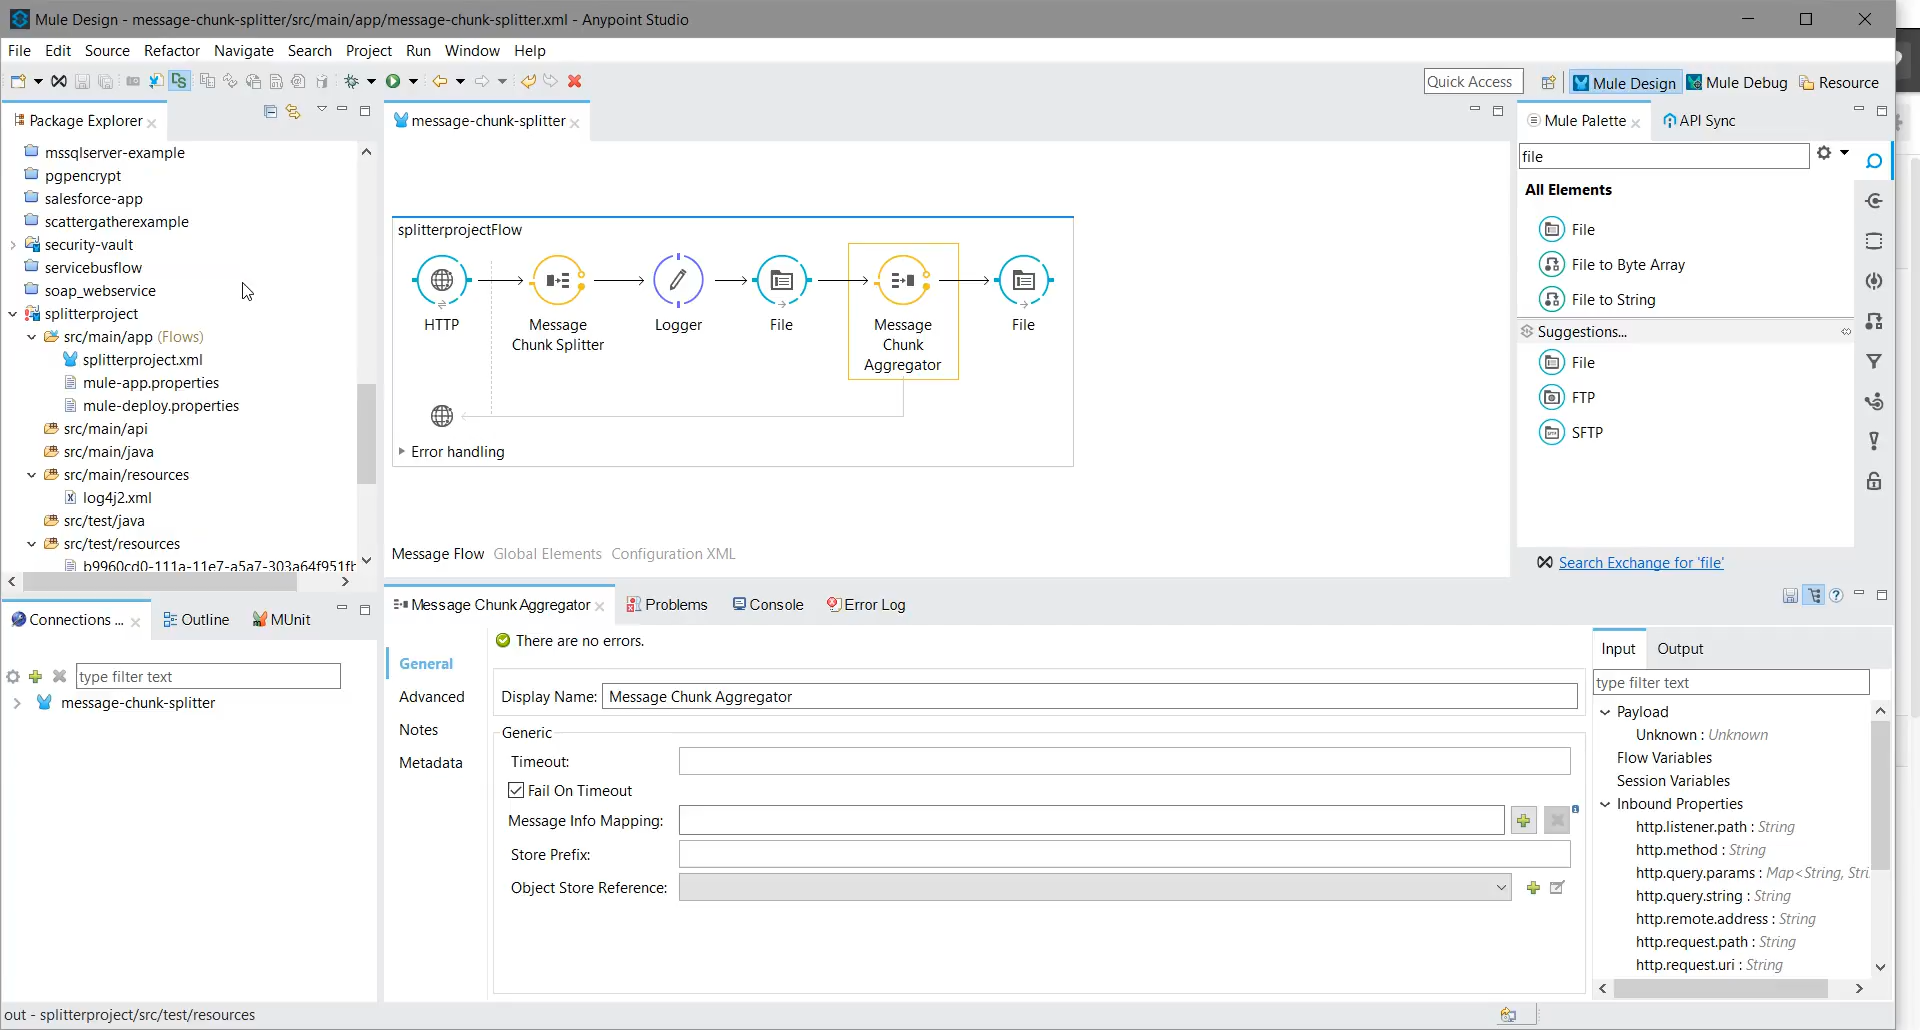 Mule Design - message-chunk-splitter/src/main/app/message-chunk-splitter.xml - Anypoint Studio
File Edit Source Refactor Navigate Search Project Run Window Help
Quick Access
Mule Design
Mule Debug
Resource
Package Explorer
mssqlserver-example
pgpencrypt
salesforce-app
scattergatherexample
security-vault
servicebusflow
soap_webservice
splitterproject
src/main/app (Flows)
splitterproject.xml
mule-app.properties
mule-deploy.properties
src/main/api
src/main/java
src/main/resources
log4j2.xml
src/test/java
src/test/resources
b9960cd0-111a-11e7-a5a7-303a64f951fb
message-chunk-splitter
splitterprojectFlow
HTTP
Message
Chunk Splitter
Logger
File
Message
Chunk
Aggregator
File
Error handling
Message Flow Global Elements Configuration XML
Mule Palette
API Sync
file
All Elements
File
File to Byte Array
File to String
Suggestions...
File
FTP
SFTP
Search Exchange for 'file'
Connections ...
Outline
MUnit
type filter text
message-chunk-splitter
Message Chunk Aggregator
Problems
Console
Error Log
There are no errors.
General
Advanced
Notes
Metadata
Display Name: Message Chunk Aggregator
Generic
Timeout:
Fail On Timeout
Message Info Mapping:
Store Prefix:
Object Store Reference:
Input
Output
type filter text
Payload
Unknown : Unknown
Flow Variables
Session Variables
Inbound Properties
http.listener.path : String
http.method : String
http.query.params : Map<String, Stri
http.query.string : String
http.remote.address : String
http.request.path : String
http.request.uri : String
out - splitterproject/src/test/resources